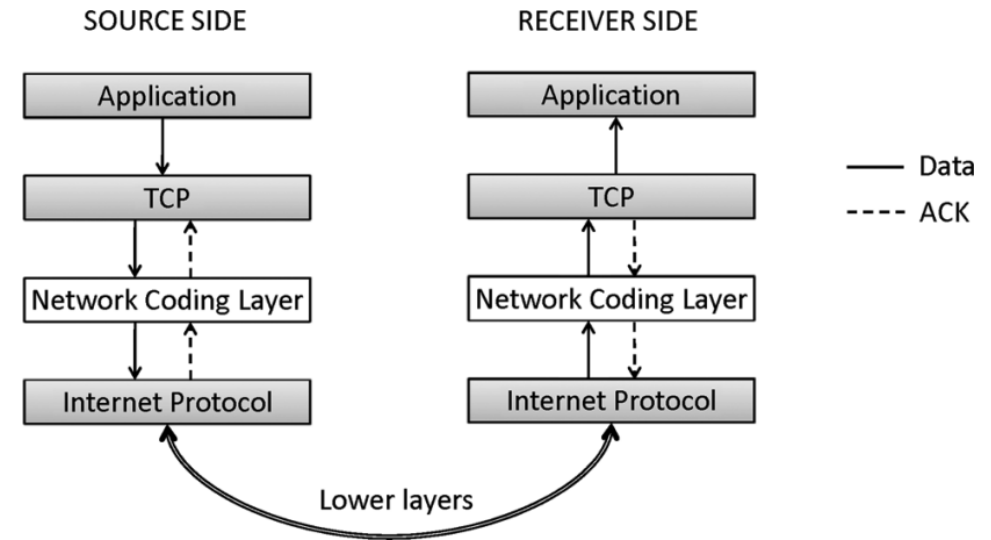 SOURCE SIDE
RECEIVER SIDE
Application
Application
Data
TCP
TCP
ACK
Network Coding Layer
Network Coding Layer
Internet Protocol
Internet Protocol
Lower layers